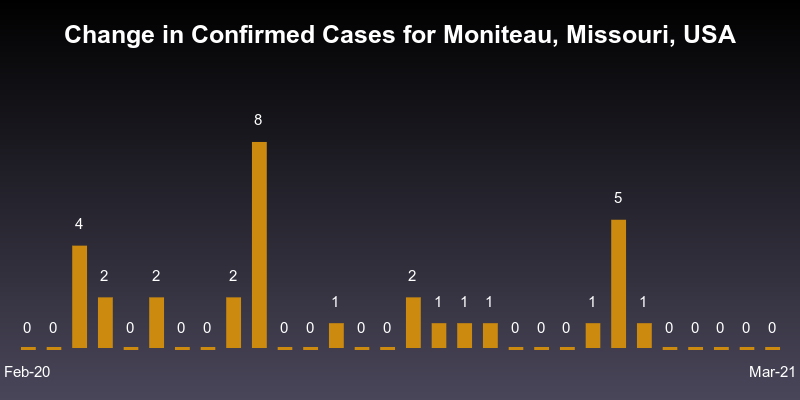 Change in Confirmed Cases for Moniteau, Missouri, USA
8
5
4
2 2 2 2
1 1 1 1 1 1
0 0 0 0 0 0 0 0 0 0 0 0 0 0 0 0 0
Feb-20 Mar-21